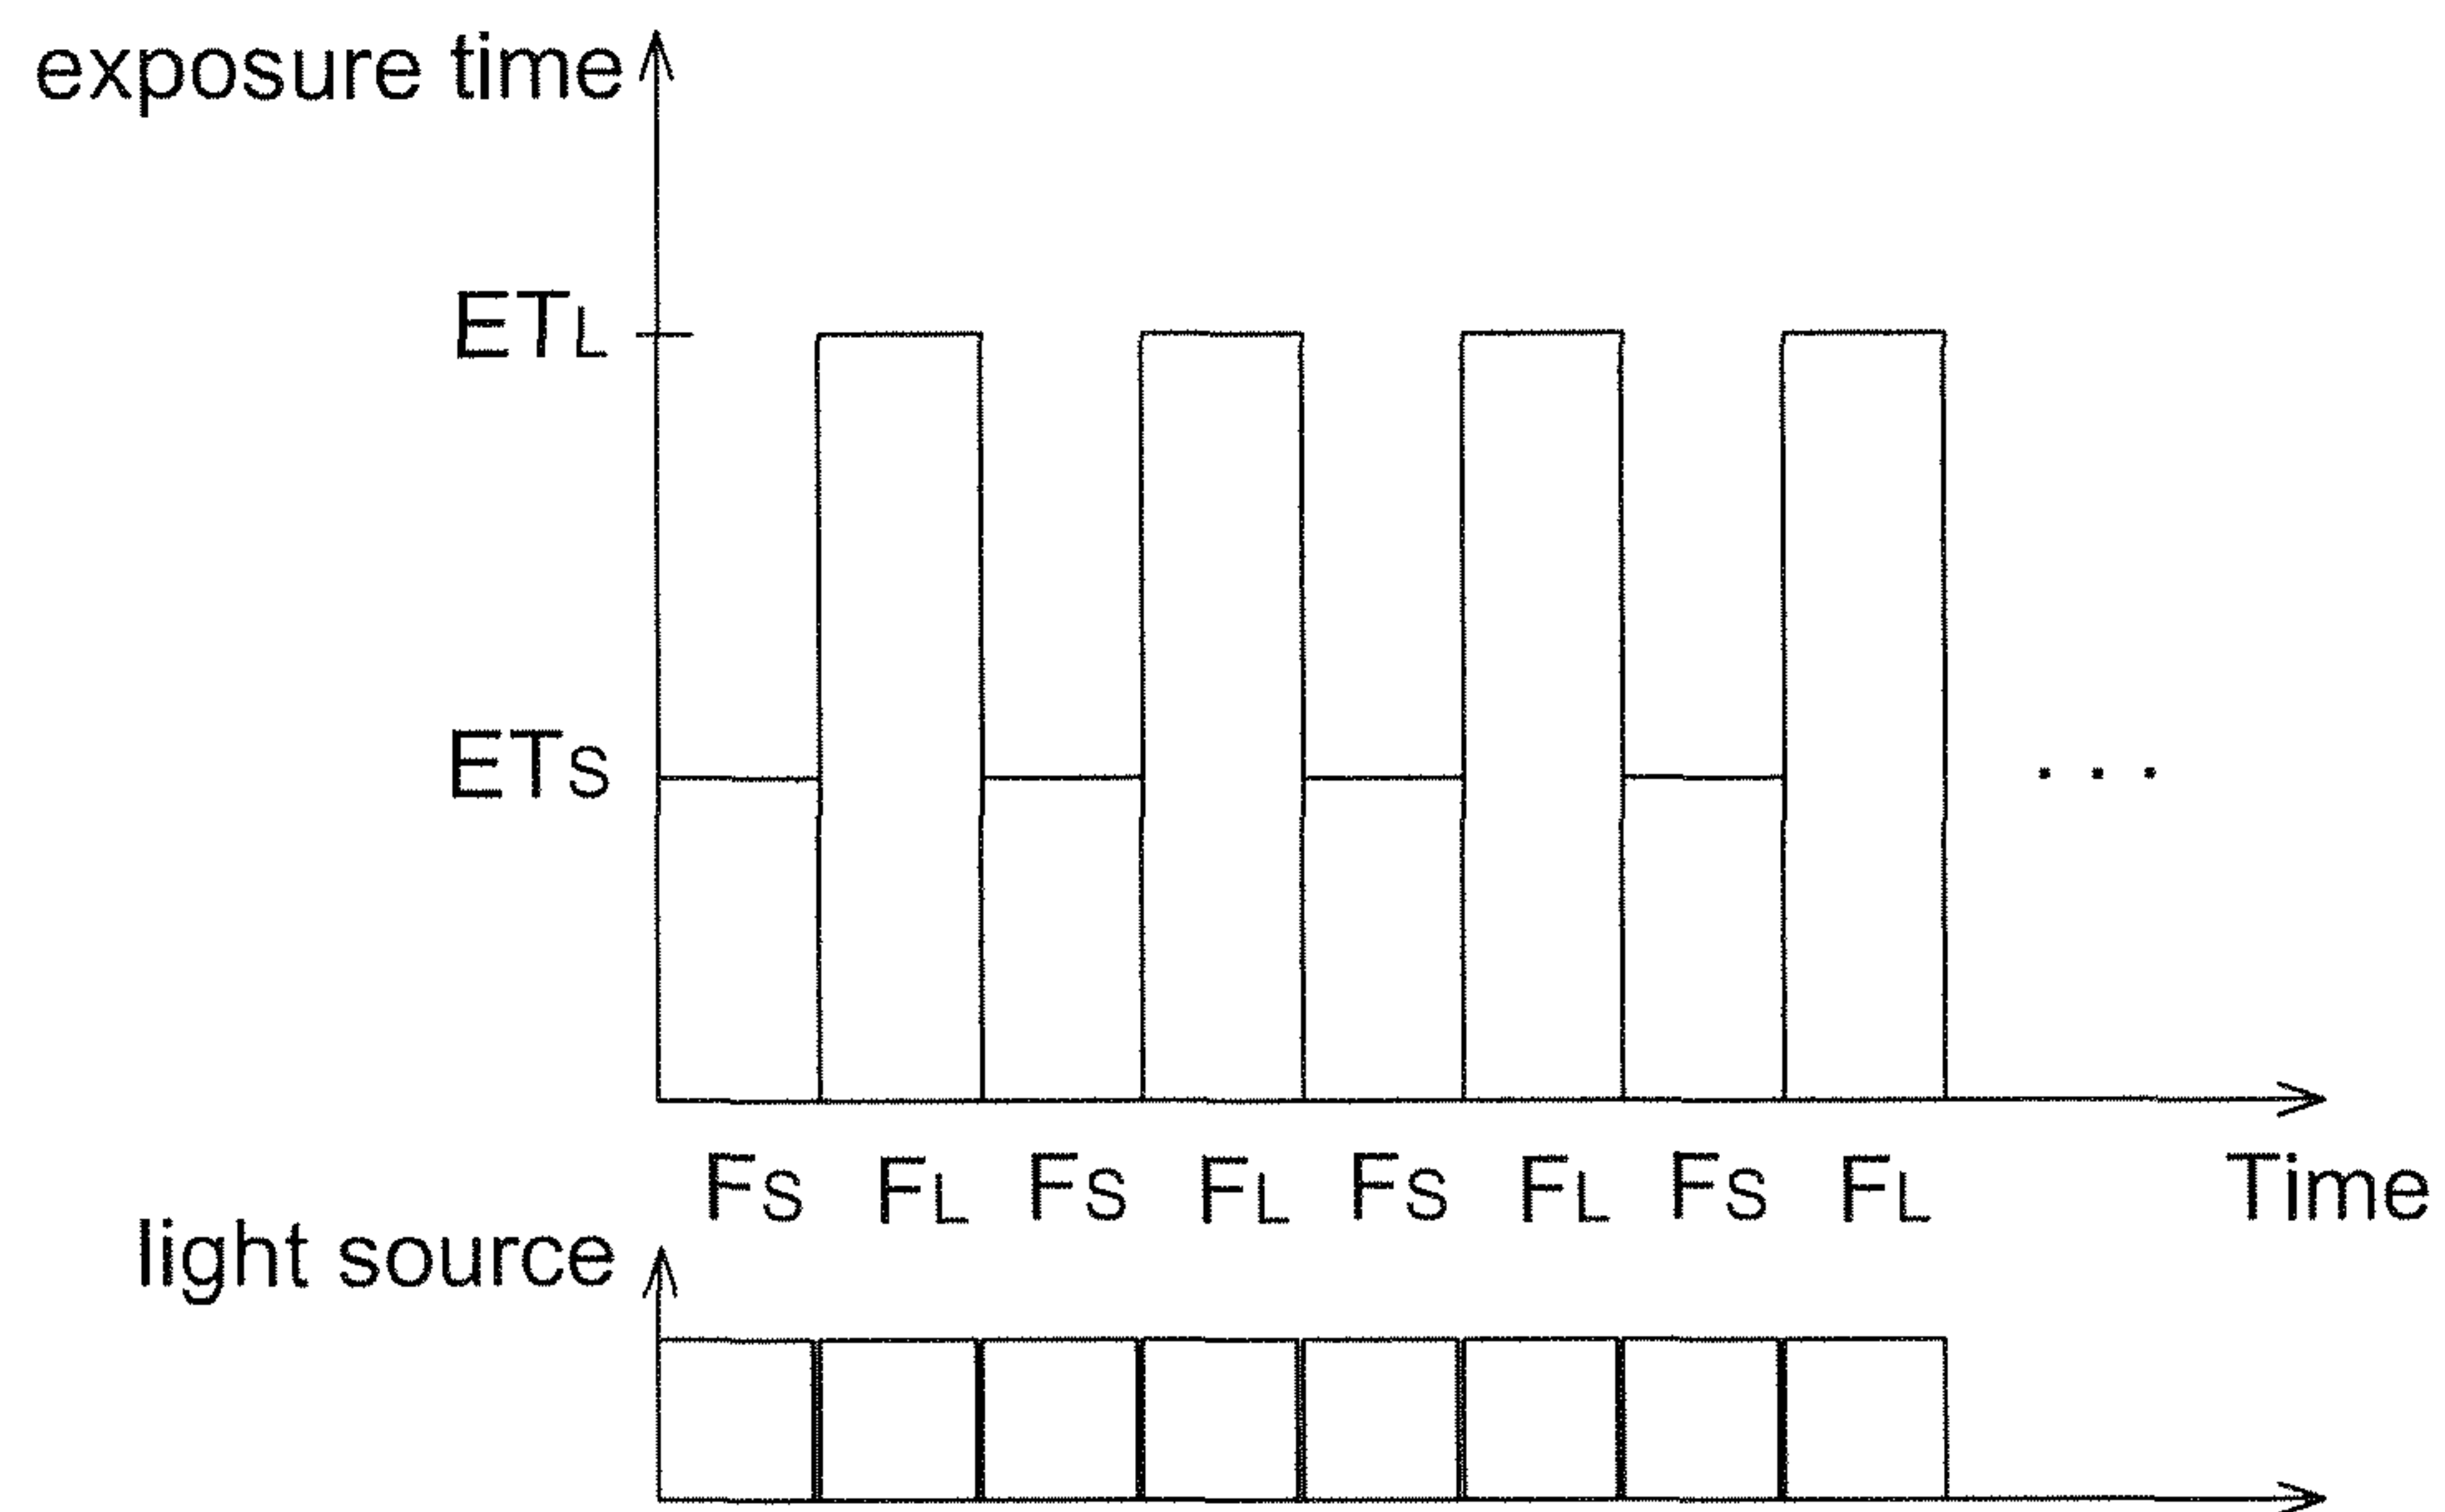 exposure time
ETL
ETS
. . .
FS FL FS FL FS FL FS FL Time
light source